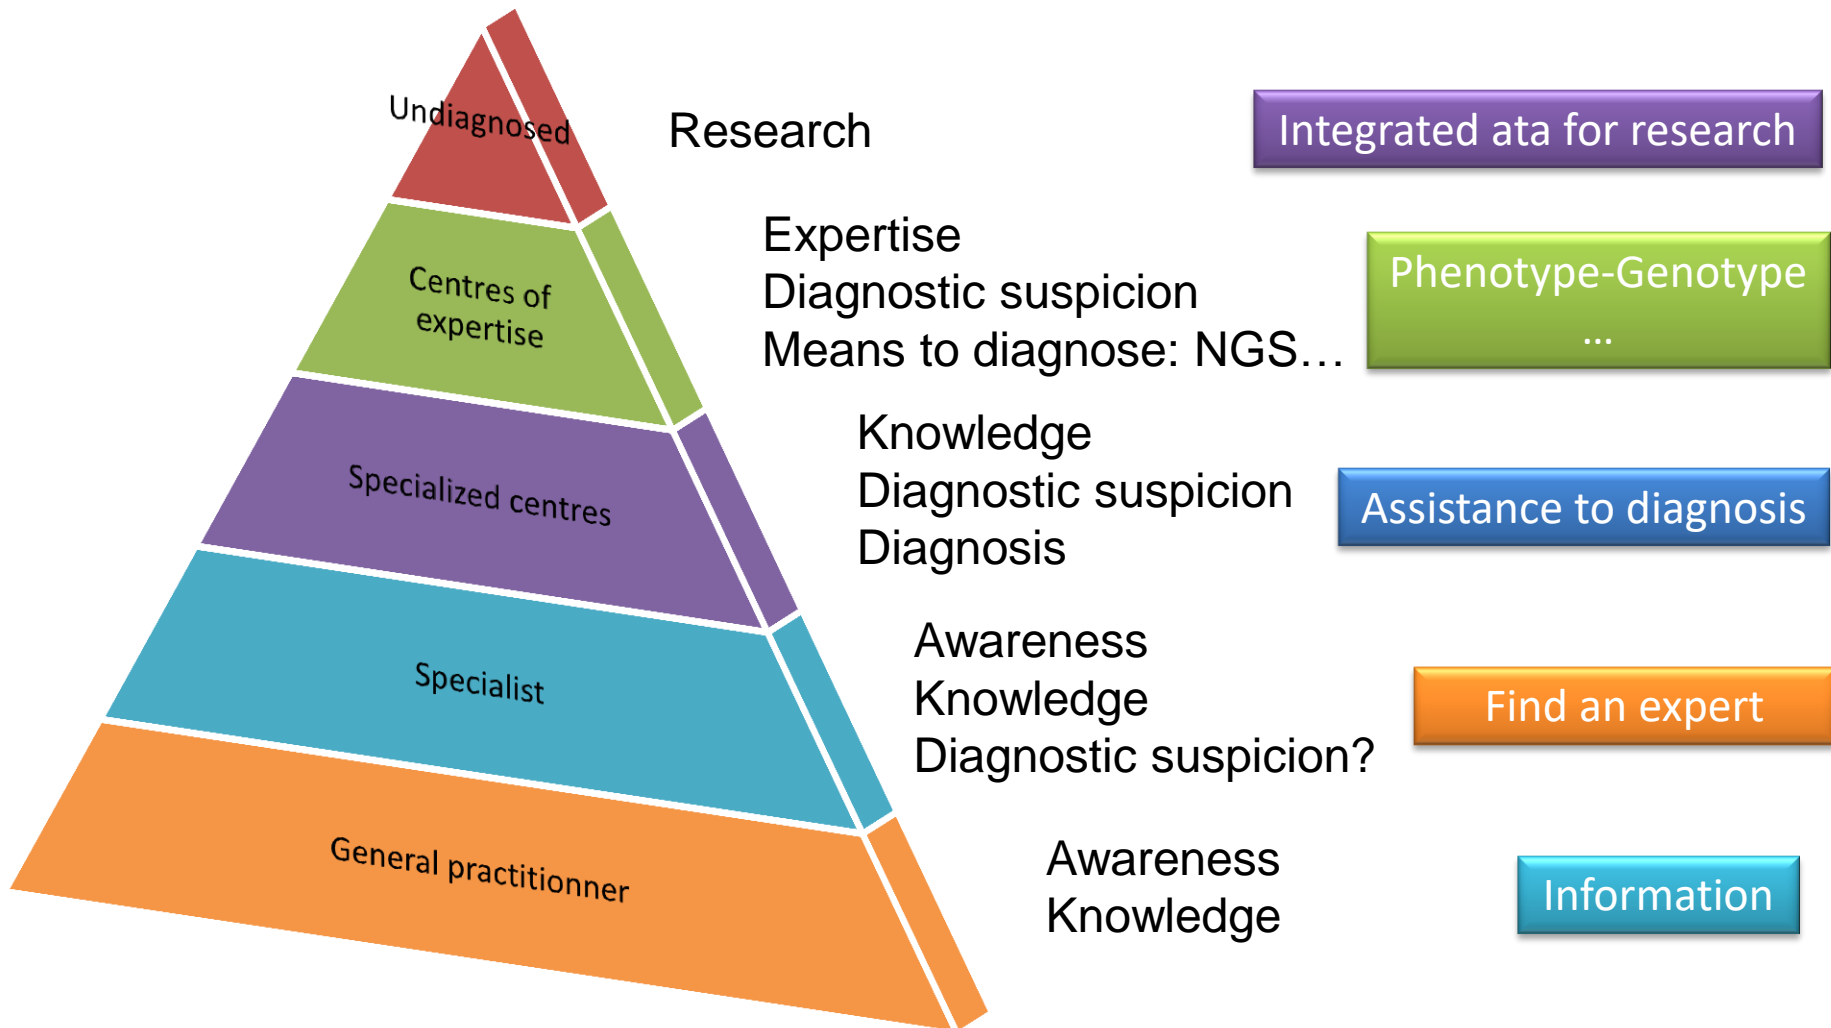 Undiagnosed
Research
Integrated ata for research
Centres of
expertise
Expertise
Diagnostic suspicion
Means to diagnose: NGS…
Phenotype-Genotype
…
Specialized centres
Knowledge
Diagnostic suspicion
Diagnosis
Assistance to diagnosis
Specialist
Awareness
Knowledge
Diagnostic suspicion?
Find an expert
General practitionner
Awareness
Knowledge
Information